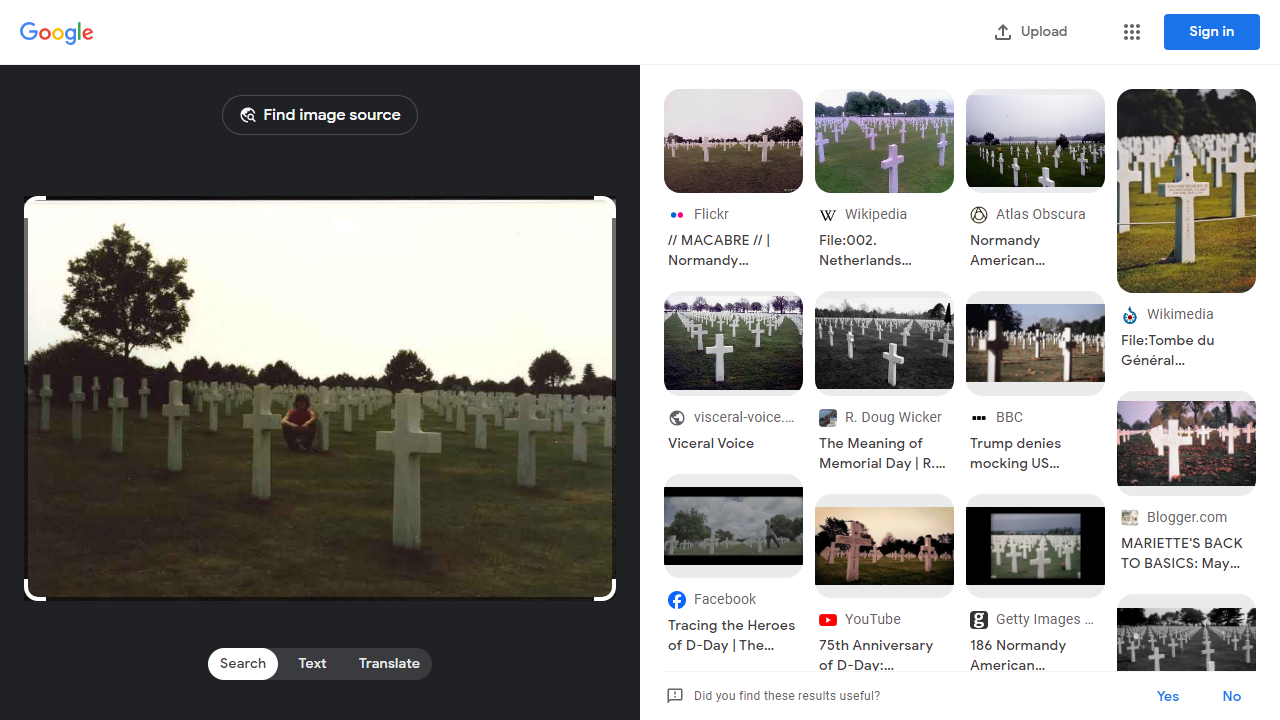 Google
Upload
Sign in
Find image source
Search
Text
Translate
Flickr
// MACABRE // |
Normandy...
Wikipedia
File:002.
Netherlands...
Atlas Obscura
Normandy
American...
Wikimedia
File:Tombe du
Général...
visceral-voice....
Viceral Voice
R. Doug Wicker
The Meaning of
Memorial Day | R....
BBC
Trump denies
mocking US...
Blogger.com
MARIETTE'S BACK
TO BASICS: May...
Facebook
Tracing the Heroes
of D-Day | The...
YouTube
75th Anniversary
of D-Day:...
Getty Images ...
186 Normandy
American...
Did you find these results useful?
Yes
No